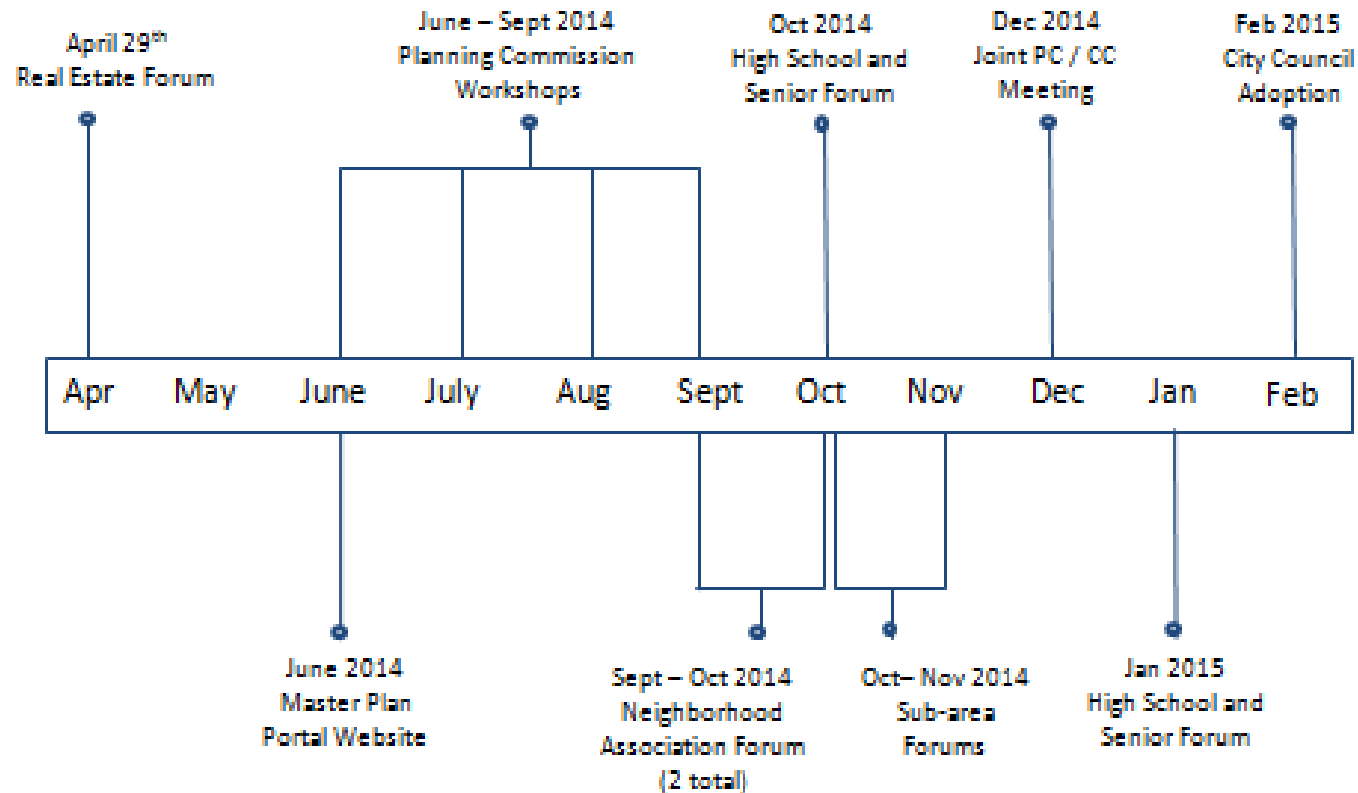 April 29th
Real Estate Forum
June – Sept 2014
Planning Commission
Workshops
Oct 2014
High School and
Senior Forum
Dec 2014
Joint PC / CC
Meeting
Feb 2015
City Council
Adoption
Apr May June July Aug Sept Oct Nov Dec Jan Feb
June 2014
Master Plan
Portal Website
Sept – Oct 2014
Neighborhood
Association Forum
(2 total)
Oct– Nov 2014
Sub-area
Forums
Jan 2015
High School and
Senior Forum